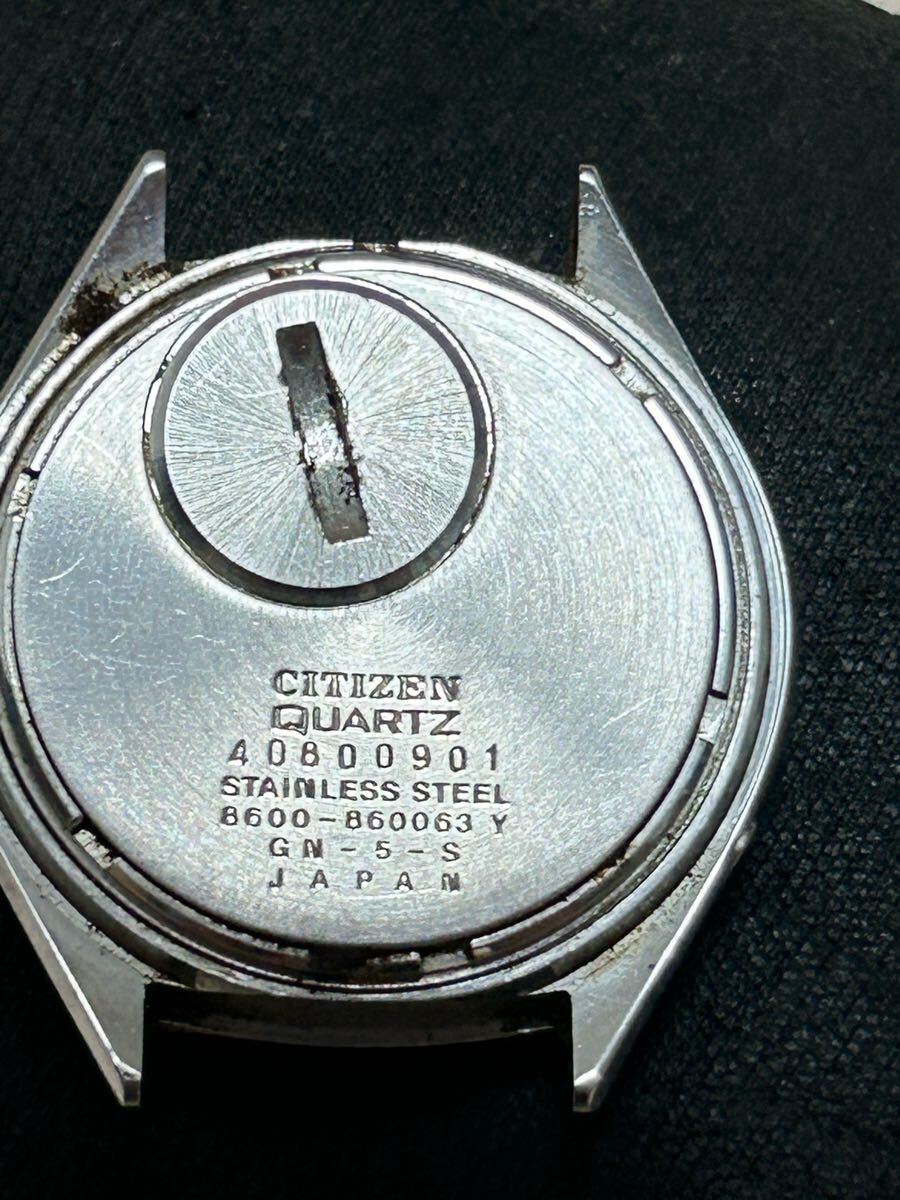 CITIZEN
QUARTZ
40800901
STAINLESS STEEL
8600-860063 Y
GN-5-S
JAPAN